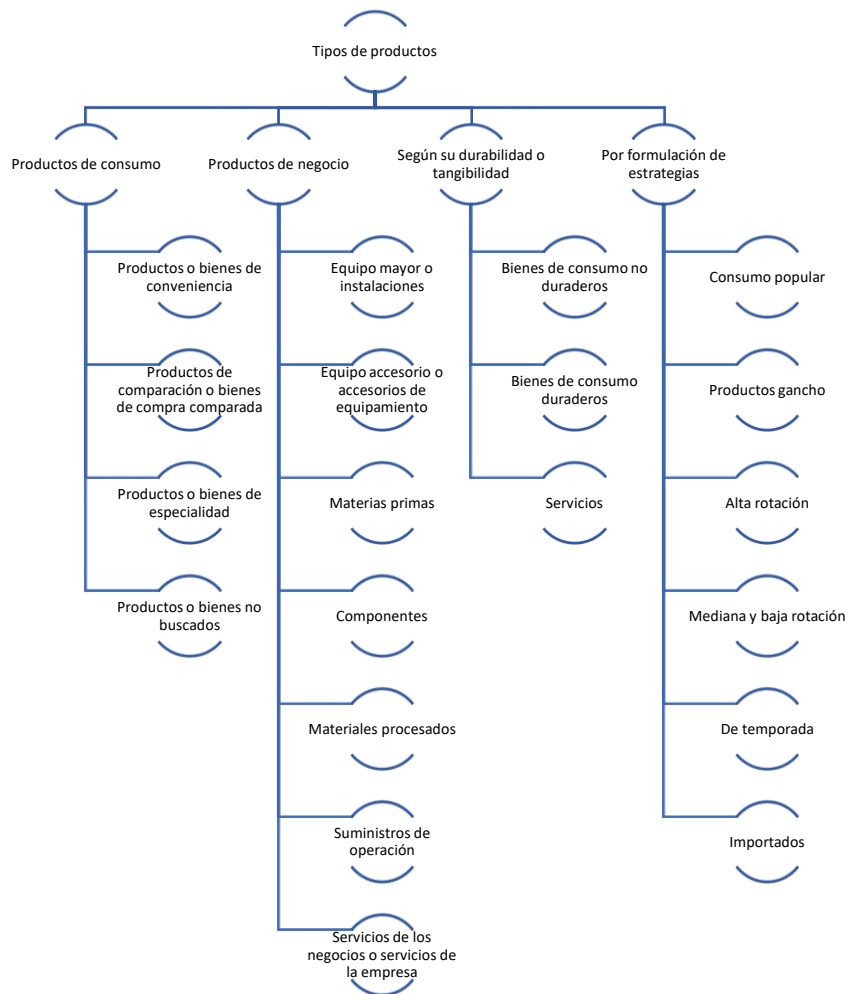 Tipos de productos
Productos de consumo
Productos o bienes de
conveniencia
Productos de
comparación o bienes
de compra comparada
Productos o bienes de
especialidad
Productos o bienes no
buscados
Productos de negocio
Equipo mayor o
instalaciones
Equipo accesorio o
accesorios de
equipamiento
Materias primas
Componentes
Materiales procesados
Suministros de
operación
Servicios de los
negocios o servicios de
la empresa
Según su durabilidad o
tangibilidad
Bienes de consumo no
duraderos
Bienes de consumo
duraderos
Servicios
Por formulación de
estrategias
Consumo popular
Productos gancho
Alta rotación
Mediana y baja rotación
De temporada
Importados